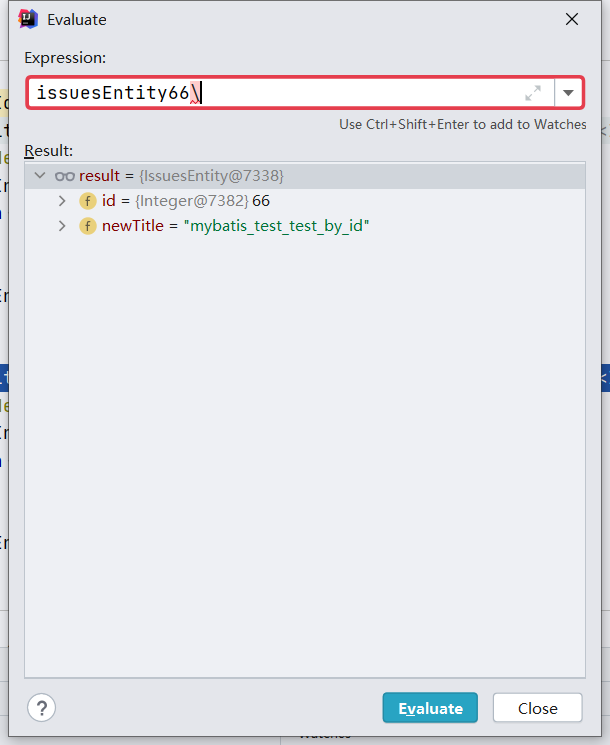 Evaluate
Expression:
issuesEntity66\
Use Ctrl+Shift+Enter to add to Watches
Result:
result = {IssuesEntity@7338}
f id = {Integer@7382} 66
f newTitle = "mybatis_test_test_by_id"
? Evaluate Close